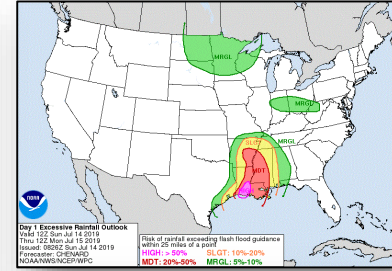 MRGL
MRGL
SLGT
MRGL
MDT
NOAA
Day 1 Excessive Rainfall Outlook
Valid 12Z Sun Jul 14 2019
Thru 12Z Mon Jul 15 2019
Issued: 0826Z Sun Jul 14 2019
Forecaster: CHENARD
NOAA/NWS/NCEP/WPC
Risk of rainfall exceeding flash flood guidance
within 25 miles of a point
HIGH: > 50% SLGT: 10%-20%
MDT: 20%-50% MRGL: 5%-10%